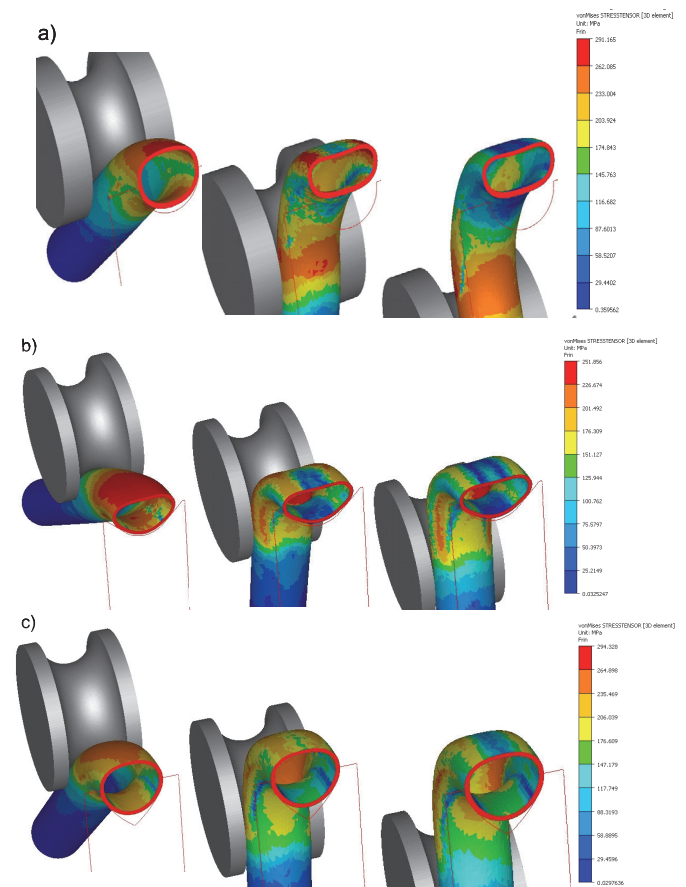 a)
vonMises STRESSTENSOR [3D element]
Unit: MPa
Frin
291.165
262.085
233.004
203.924
174.843
145.763
116.682
87.6013
58.5207
29.4402
0.359562
b)
vonMises STRESSTENSOR [3D element]
Unit: MPa
Frin
251.856
226.674
201.492
176.309
151.127
125.944
100.762
75.5797
50.3973
25.2149
0.0325247
c)
vonMises STRESSTENSOR [3D element]
Unit: MPa
Frin
294.328
264.898
235.469
206.039
176.609
147.179
117.749
88.3193
58.8895
29.4596
0.0297636